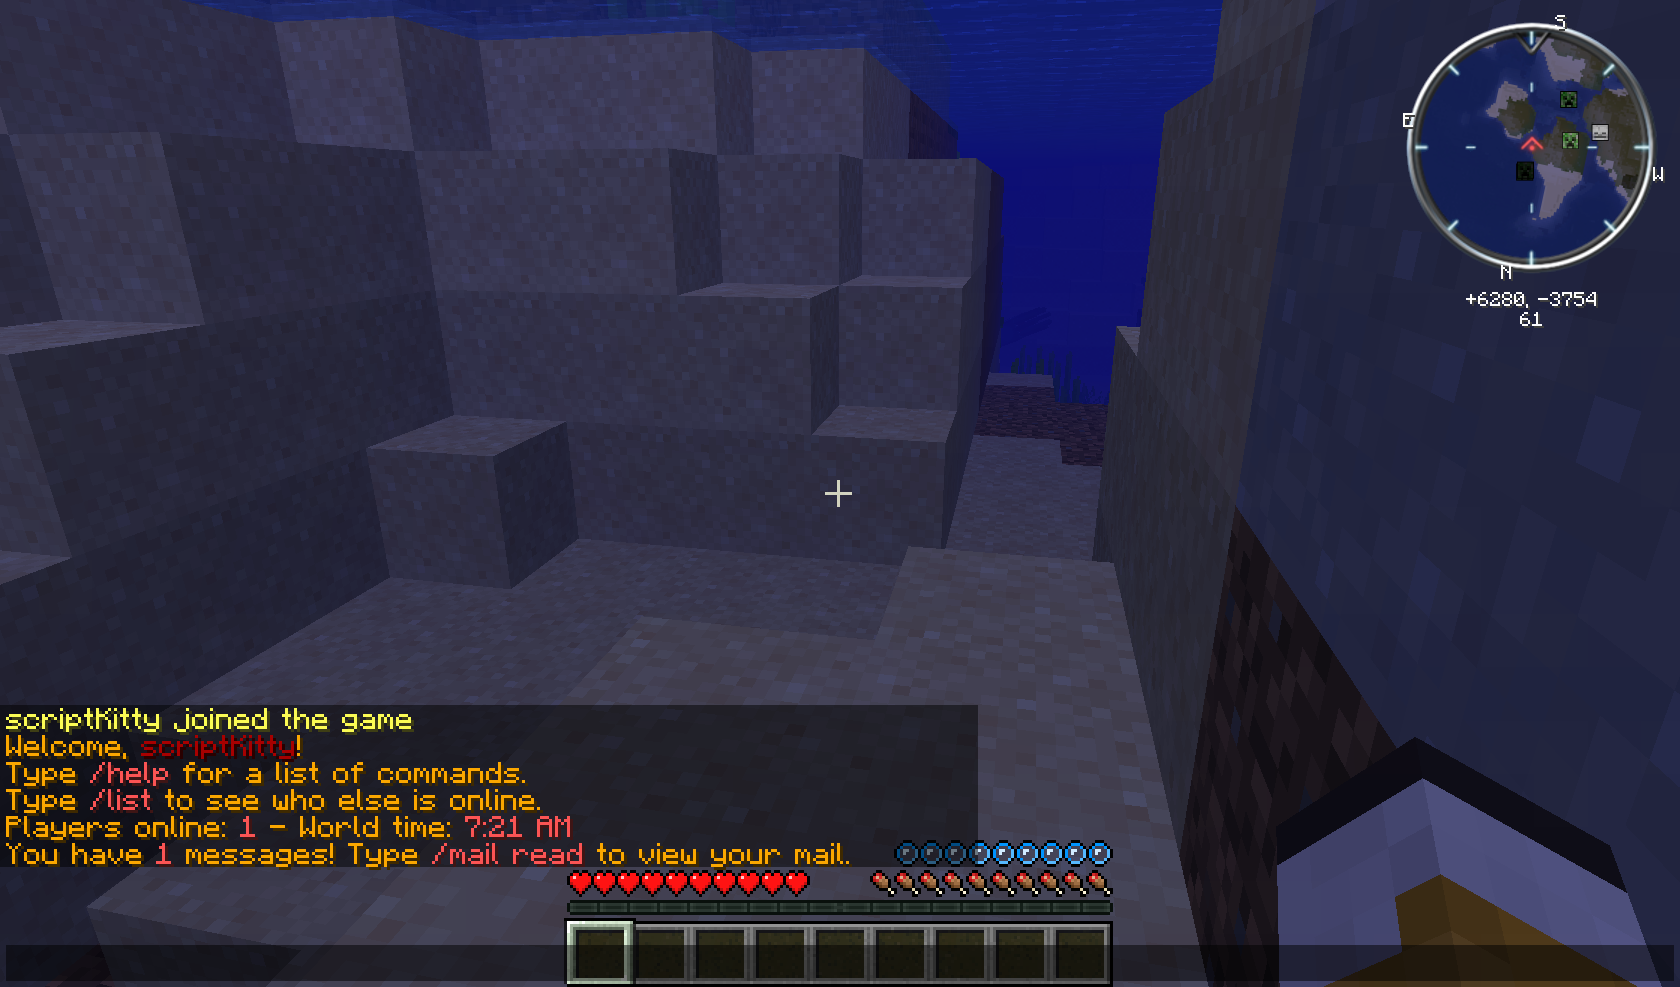 S
E
W
N
+6280, -3754
61
scriptKitty joined the game
Welcome, scriptKitty!
Type /help for a list of commands.
Type /list to see who else is online.
Players online: 1 - World time: 7:21 AM
You have 1 messages! Type /mail read to view your mail.